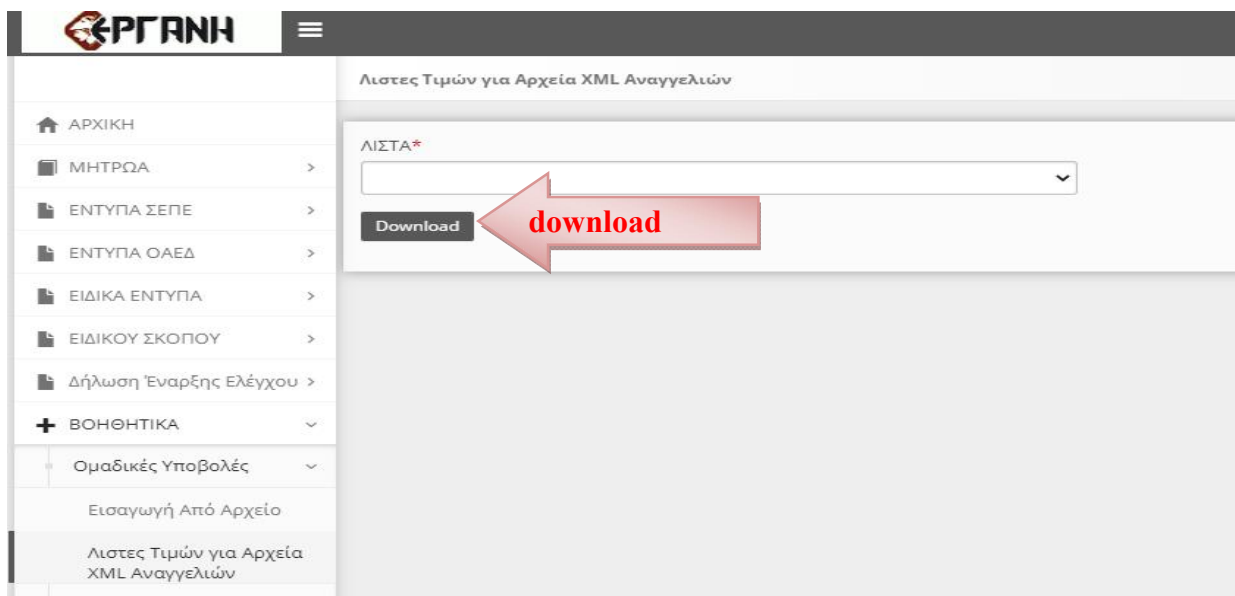 ΕΡΓΑΝΗ
Λιστες Τιμών για Αρχεία XML Αναγγελιών
ΑΡΧΙΚΗ
ΜΗΤΡΩΑ
ΕΝΤΥΠΑ ΣΕΠΕ
ΕΝΤΥΠΑ ΟΑΕΔ
ΕΙΔΙΚΑ ΕΝΤΥΠΑ
ΕΙΔΙΚΟΥ ΣΚΟΠΟΥ
Δήλωση Έναρξης Ελέγχου
ΒΟΗΘΗΤΙΚΑ
Ομαδικές Υποβολές
Εισαγωγή Από Αρχείο
Λιστες Τιμών για Αρχεία
XML Αναγγελιών
ΛΙΣΤΑ*
Download
download